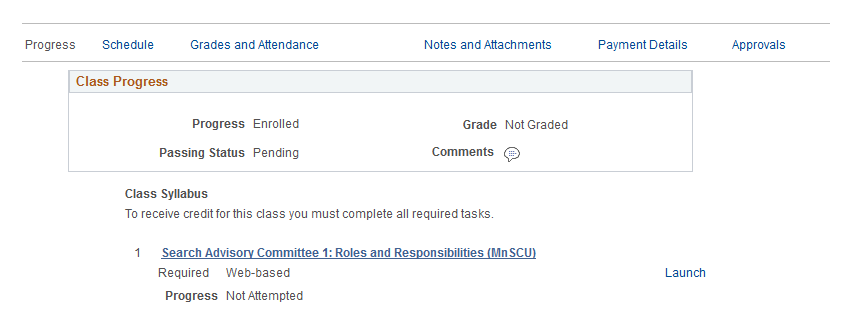 Progress Schedule Grades and Attendance Notes and Attachments Payment Details Approvals
Class Progress
Progress Enrolled Grade Not Graded
Passing Status Pending Comments
Class Syllabus
To receive credit for this class you must complete all required tasks.
1 Search Advisory Committee 1: Roles and Responsibilities (MnSCU)
Required Web-based Launch
Progress Not Attempted